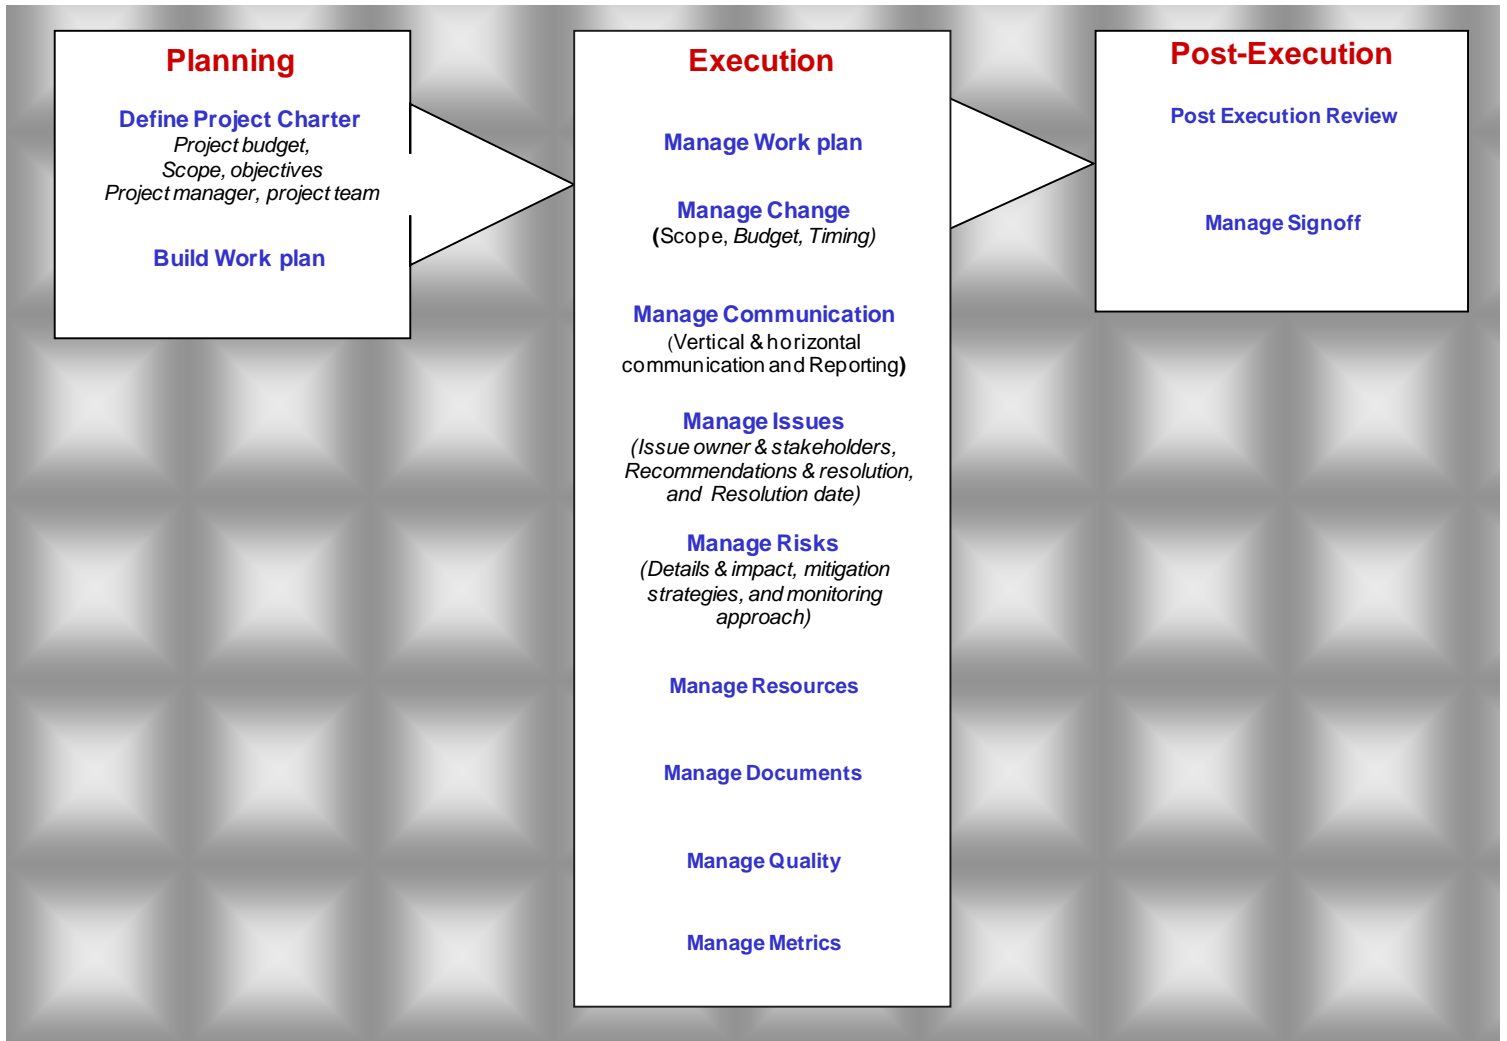 Planning
Define Project Charter
Project budget,
Scope, objectives
Project manager, project team
Build Work plan
Execution
Manage Work plan
Manage Change
(Scope, Budget, Timing)
Manage Communication
(Vertical & horizontal
communication and Reporting)
Manage Issues
(Issue owner & stakeholders,
Recommendations & resolution,
and Resolution date)
Manage Risks
(Details & impact, mitigation
strategies, and monitoring
approach)
Manage Resources
Manage Documents
Manage Quality
Manage Metrics
Post-Execution
Post Execution Review
Manage Signoff